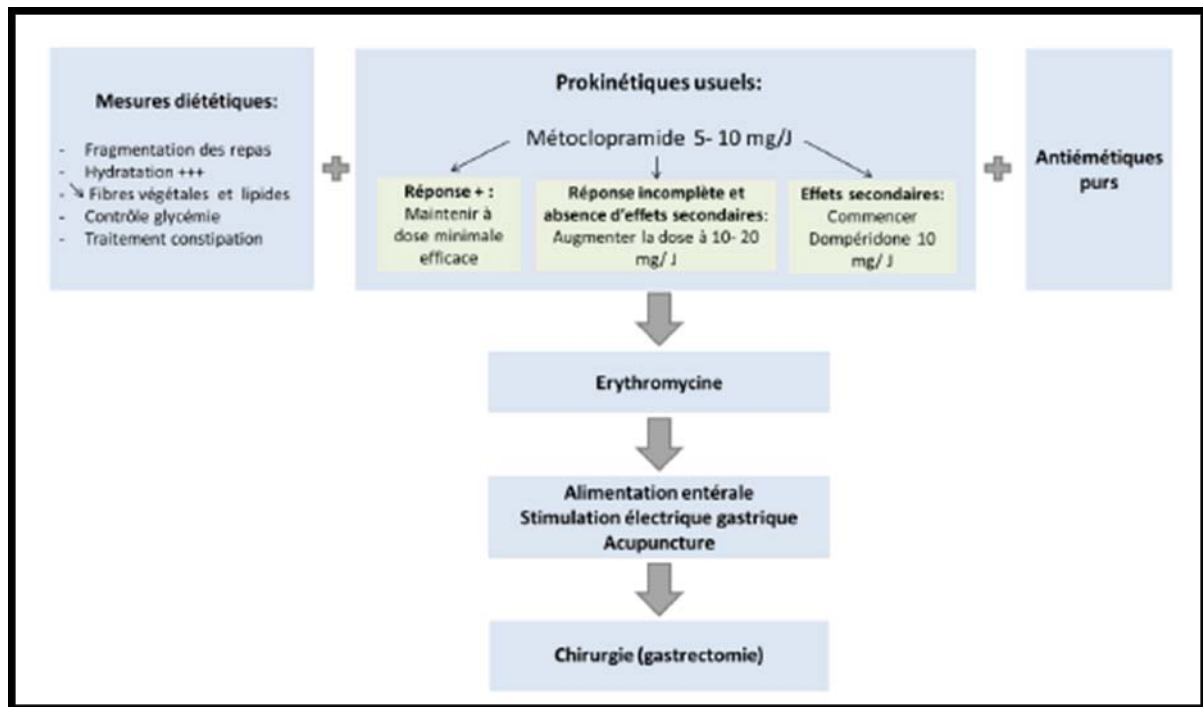 Mesures diététiques:
- Fragmentation des repas
- Hydratation +++
- ↘ Fibres végétales et lipides
- Contrôle glycémie
- Traitement constipation
Prokinétiques usuels:
Métoclopramide 5- 10 mg/J
Réponse + :
Maintenir à
dose minimale
efficace
Réponse incomplète et
absence d'effets secondaires:
Augmenter la dose à 10- 20
mg/ J
Effets secondaires:
Commencer
Dompéridone 10
mg/ J
Antiémétiques
purs
Erythromycine
Alimentation entérale
Stimulation électrique gastrique
Acupuncture
Chirurgie (gastrectomie)